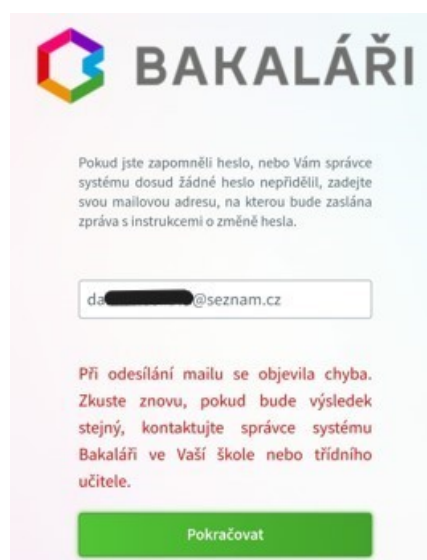 BAKALÁŘI
Pokud jste zapomněli heslo, nebo Vám správce
systému dosud žádné heslo nepřidělil, zadejte
svou mailovou adresu, na kterou bude zaslána
zpráva s instrukcemi o změně hesla.
da @seznam.cz
Při odesílání mailu se objevila chyba.
Zkuste znovu, pokud bude výsledek
stejný, kontaktujte správce systému
Bakaláři ve Vaší škole nebo třídního
učitele.
Pokračovat